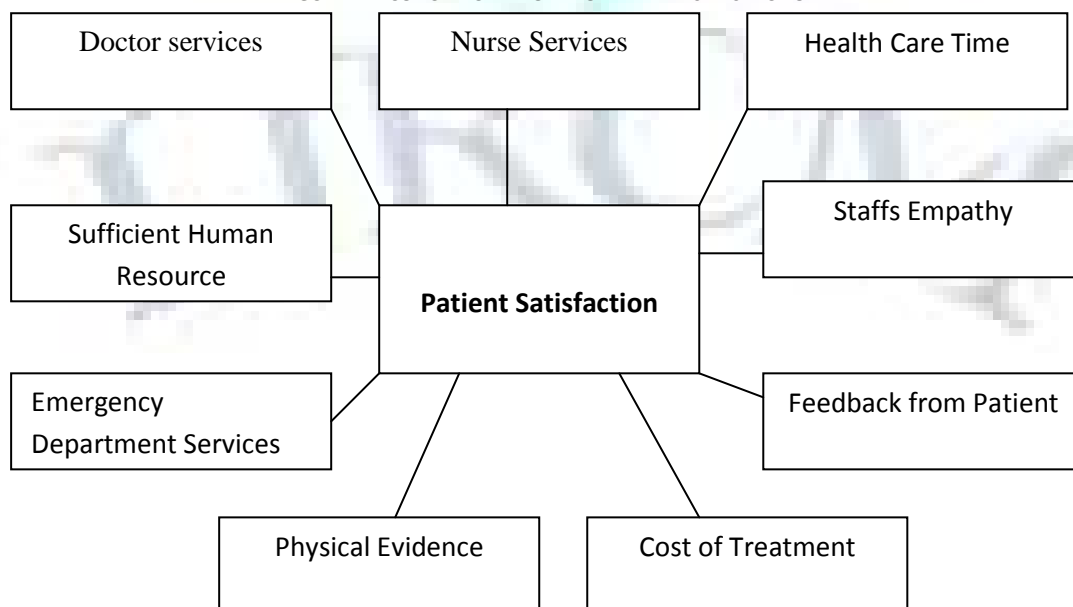 Doctor services
Nurse Services
Health Care Time
Sufficient Human
Resource
Staffs Empathy
Patient Satisfaction
Emergency
Department Services
Feedback from Patient
Physical Evidence
Cost of Treatment